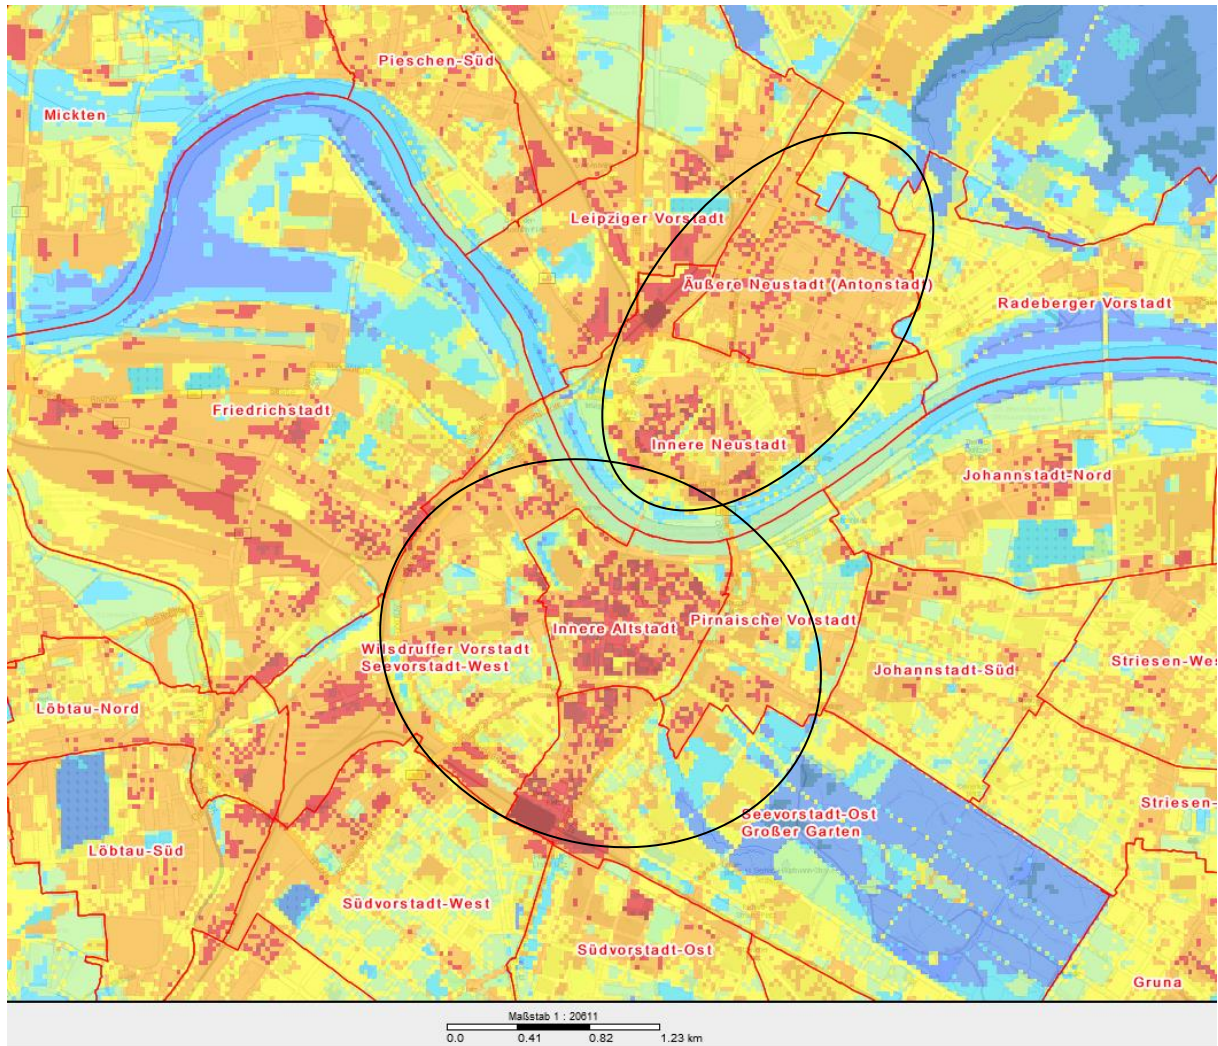 Pieschen-Süd
Mickten
Leipziger Vorstadt
Äußere Neustadt (Antonstadt)
Radeberger Vorstadt
Friedrichstadt
Innere Neustadt
Johannstadt-Nord
Innere Altstadt
Pirnaische Vorstadt
Wilsdruffer Vorstadt
Seevorstadt-West
Johannstadt-Süd
Striesen-Wes
Löbtau-Nord
Striesen-
Seevorstadt-Ost
Großer Garten
Löbtau-Süd
Südvorstadt-West
Südvorstadt-Ost
Gruna
Maßstab 1 : 20611
0.0 0.41 0.82 1.23 km